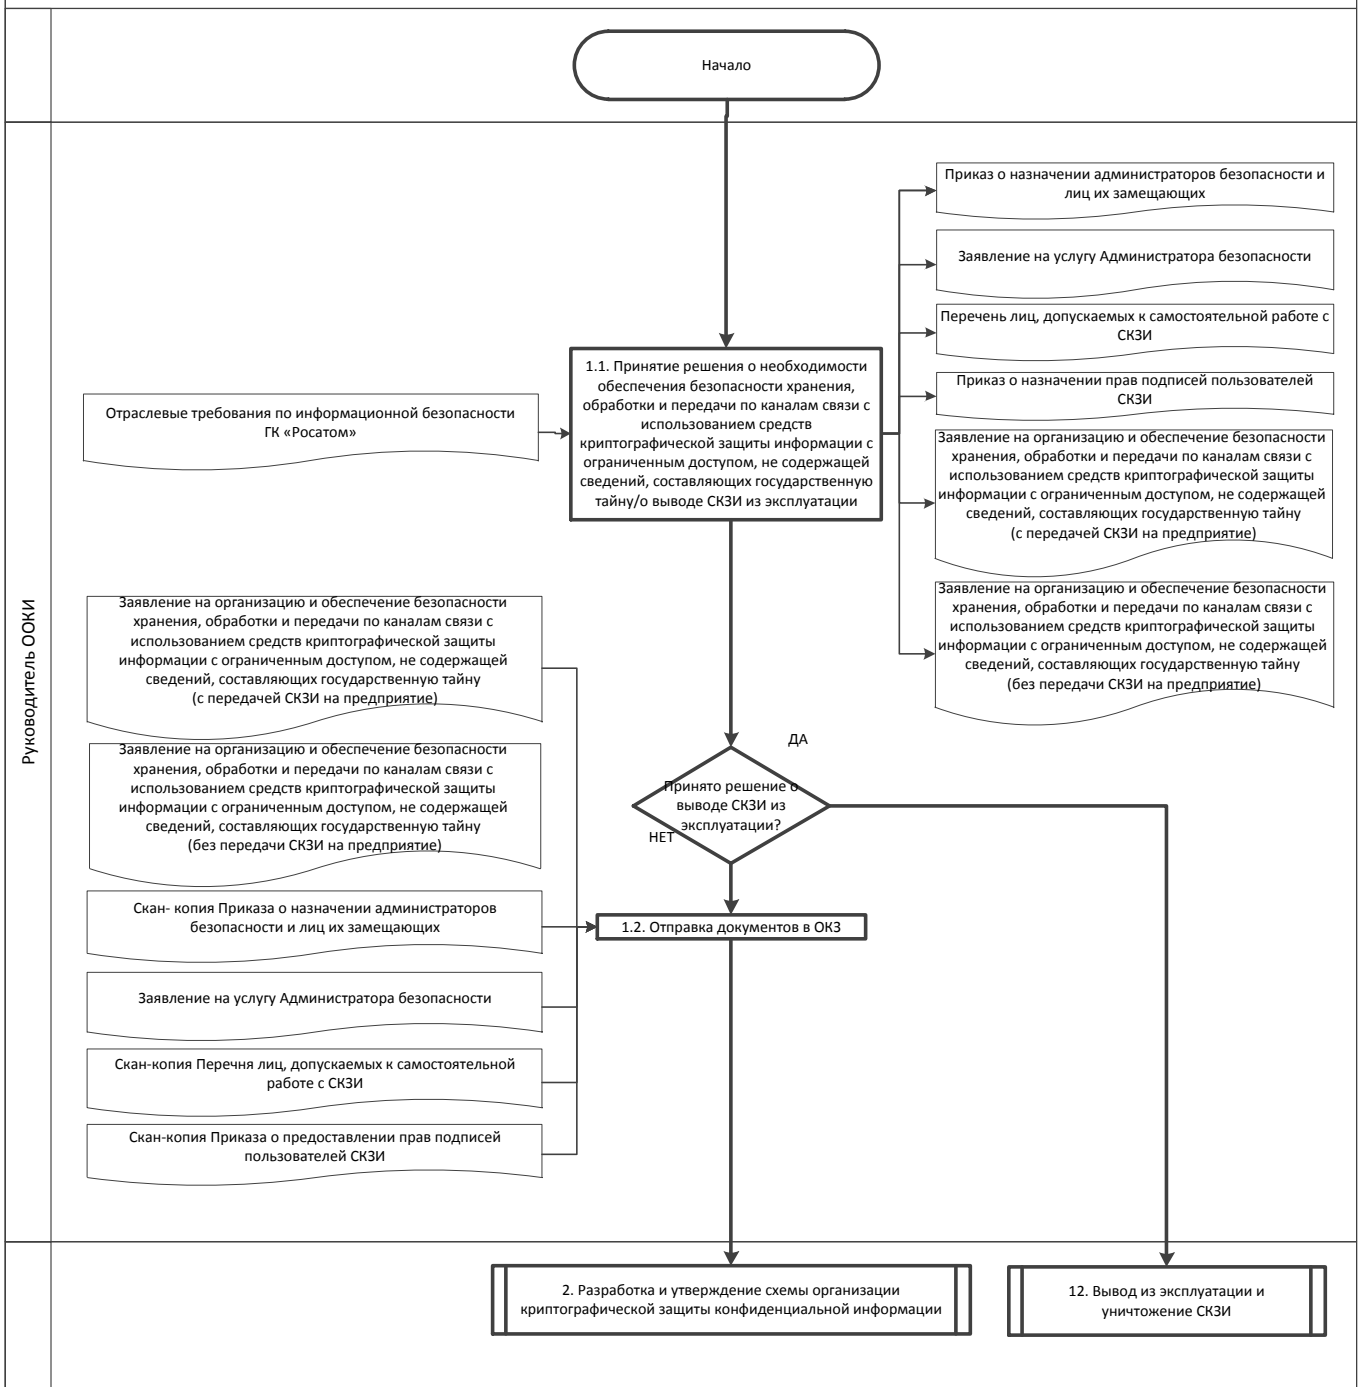 Начало
Руководитель ООКИ
Приказ о назначении администраторов безопасности и
лиц их замещающих
Заявление на услугу Администратора безопасности
Перечень лиц, допускаемых к самостоятельной работе с
СКЗИ
Приказ о назначении прав подписей пользователей
СКЗИ
Заявление на организацию и обеспечение безопасности
хранения, обработки и передачи по каналам связи с
использованием средств криптографической защиты
информации с ограниченным доступом, не содержащей
сведений, составляющих государственную тайну
(с передачей СКЗИ на предприятие)
Заявление на организацию и обеспечение безопасности
хранения, обработки и передачи по каналам связи с
использованием средств криптографической защиты
информации с ограниченным доступом, не содержащей
сведений, составляющих государственную тайну
(без передачи СКЗИ на предприятие)
1.1. Принятие решения о необходимости
обеспечения безопасности хранения,
обработки и передачи по каналам связи с
использованием средств
криптографической защиты информации с
ограниченным доступом, не содержащей
сведений, составляющих государственную
тайну/о выводе СКЗИ из эксплуатации
Отраслевые требования по информационной безопасности
ГК «Росатом»
Заявление на организацию и обеспечение безопасности
хранения, обработки и передачи по каналам связи с
использованием средств криптографической защиты
информации с ограниченным доступом, не содержащей
сведений, составляющих государственную тайну
(с передачей СКЗИ на предприятие)
Заявление на организацию и обеспечение безопасности
хранения, обработки и передачи по каналам связи с
использованием средств криптографической защиты
информации с ограниченным доступом, не содержащей
сведений, составляющих государственную тайну
(без передачи СКЗИ на предприятие)
Скан- копия Приказа о назначении администраторов
безопасности и лиц их замещающих
Заявление на услугу Администратора безопасности
Скан-копия Перечня лиц, допускаемых к самостоятельной
работе с СКЗИ
Скан-копия Приказа о предоставлении прав подписей
пользователей СКЗИ
ДА
Принято решение о
выводе СКЗИ из
эксплуатации?
НЕТ
1.2. Отправка документов в ОКЗ
2. Разработка и утверждение схемы организации
криптографической защиты конфиденциальной информации
12. Вывод из эксплуатации и
уничтожение СКЗИ